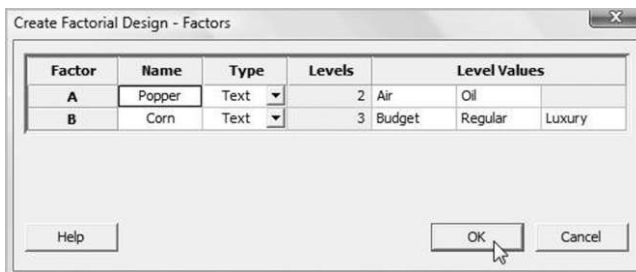 Create Factorial Design - Factors
Factor Name Type Levels Level Values
A Popper Text 2 Air Oil
B Corn Text 3 Budget Regular Luxury
Help OK Cancel